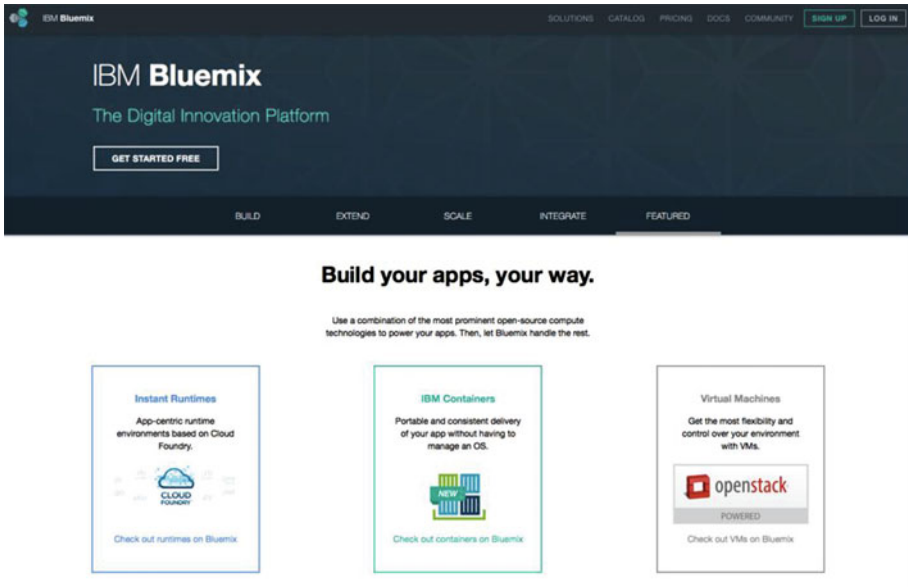 IBM Bluemix
SOLUTIONS CATALOG PRICING DOCS COMMUNITY SIGN UP LOG IN
IBM Bluemix
The Digital Innovation Platform
GET STARTED FREE
BUILD EXTEND SCALE INTEGRATE FEATURED
Build your apps, your way.
Use a combination of the most prominent open-source compute
technologies to power your apps. Then, let Bluemix handle the rest.
Instant Runtimes
App-centric runtime
environments based on Cloud
Foundry.
CLOUD
FOUNDRY
Check out runtimes on Bluemix
IBM Containers
Portable and consistent delivery
of your app without having to
manage an OS.
NEW
Check out containers on Bluemix
Virtual Machines
Get the most flexibility and
control over your environment
with VMs.
openstack
POWERED
Check out VMs on Bluemix